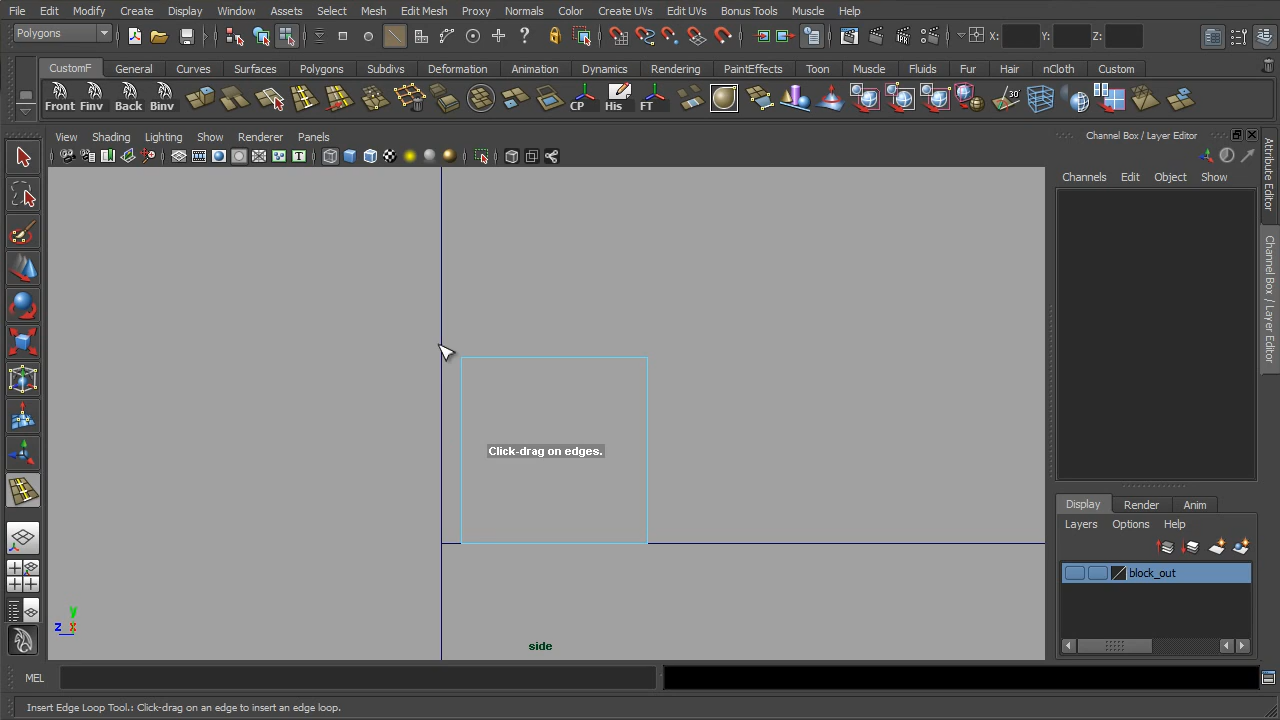 File Edit Modify Create Display Window Assets Select Mesh Edit Mesh Proxy Normals Color Create UVs Edit UVs Bonus Tools Muscle Help
Polygons X: Y: Z:
CustomF General Curves Surfaces Polygons Subdivs Deformation Animation Dynamics Rendering PaintEffects Toon Muscle Fluids Fur Hair nCloth Custom
Front Finv Back Binv CP His FT 30°
View Shading Lighting Show Renderer Panels
Channel Box / Layer Editor
Channels Edit Object Show
Attribute Editor
Channel Box / Layer Editor
Click-drag on edges.
Display Render Anim
Layers Options Help
block_out
y
z x
side
MEL
Insert Edge Loop Tool.: Click-drag on an edge to insert an edge loop.